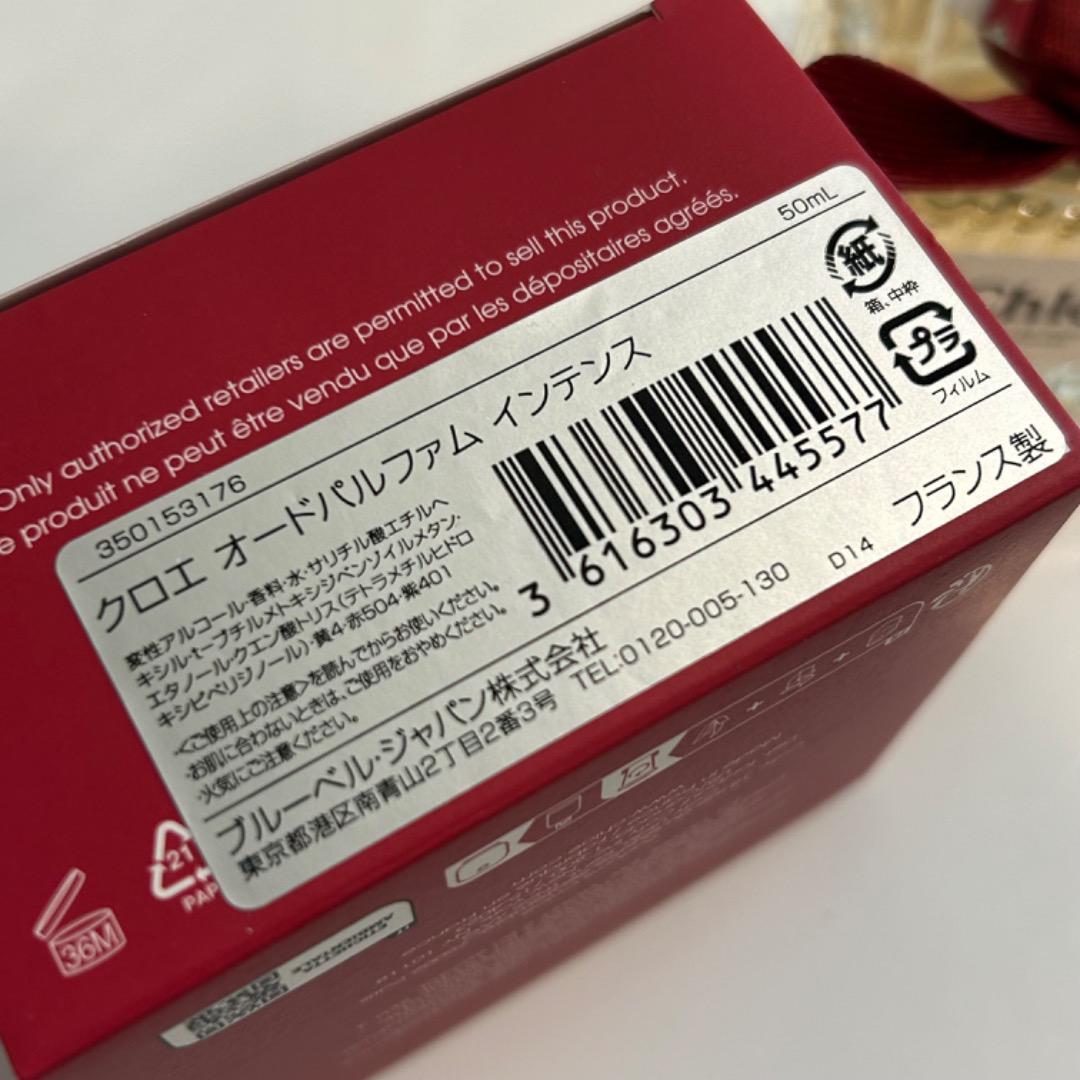 Only authorized retailers are permitted to sell this product.
e produit ne peut être vendu que par les dépositaires agréés.
350153176
50mL
クロエ オードパルファム インテンス
変性アルコール・香料・水・サリチル酸エチルヘ
キシル・t-ブチルメトキシジベンゾイルメタン・
エタノール・クエン酸トリス(テトラメチルヒドロ
キシピペリジノール)・黄4・赤504・紫401
<ご使用上の注意>を読んでからお使いください。
・お肌に合わないときは、ご使用をおやめください。
・火気にご注意ください。
3 616303 445577
紙
箱、中枠
プラ
フィルム
フランス製
D14
ブルーベル・ジャパン株式会社
東京都港区南青山2丁目2番3号 TEL:0120-005-130
21
PAP
36M
Chlo